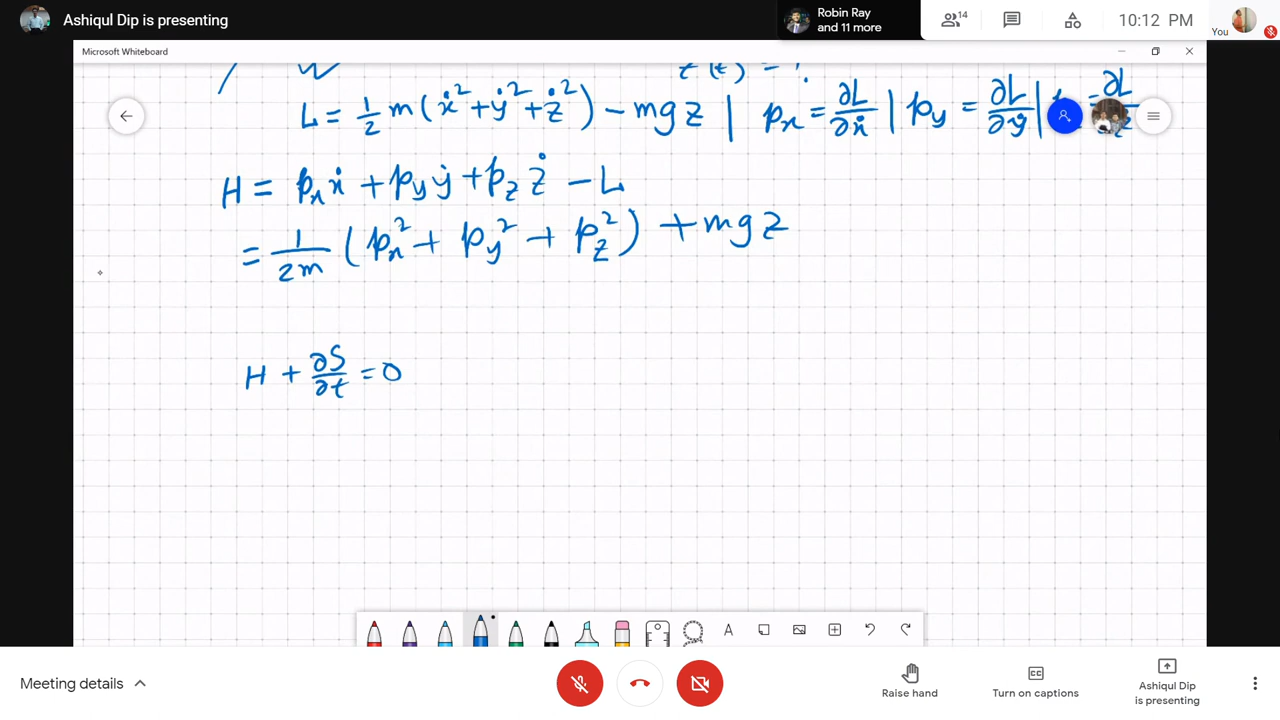 Ashiqul Dip is presenting
Robin Ray
and 11 more
14
10:12 PM
You
Microsoft Whiteboard
L = ½ m(ẋ² + ẏ² + ż²) − mgz | pₓ = ∂L/∂ẋ | p_y = ∂L/∂ẏ | = ∂L
H = pₓẋ + p_yẏ + p_zż − L
= 1/2m (pₓ² + p_y² + p_z²) + mgz
H + ∂S/∂t = 0
A
Meeting details
Raise hand
CC
Turn on captions
Ashiqul Dip
is presenting